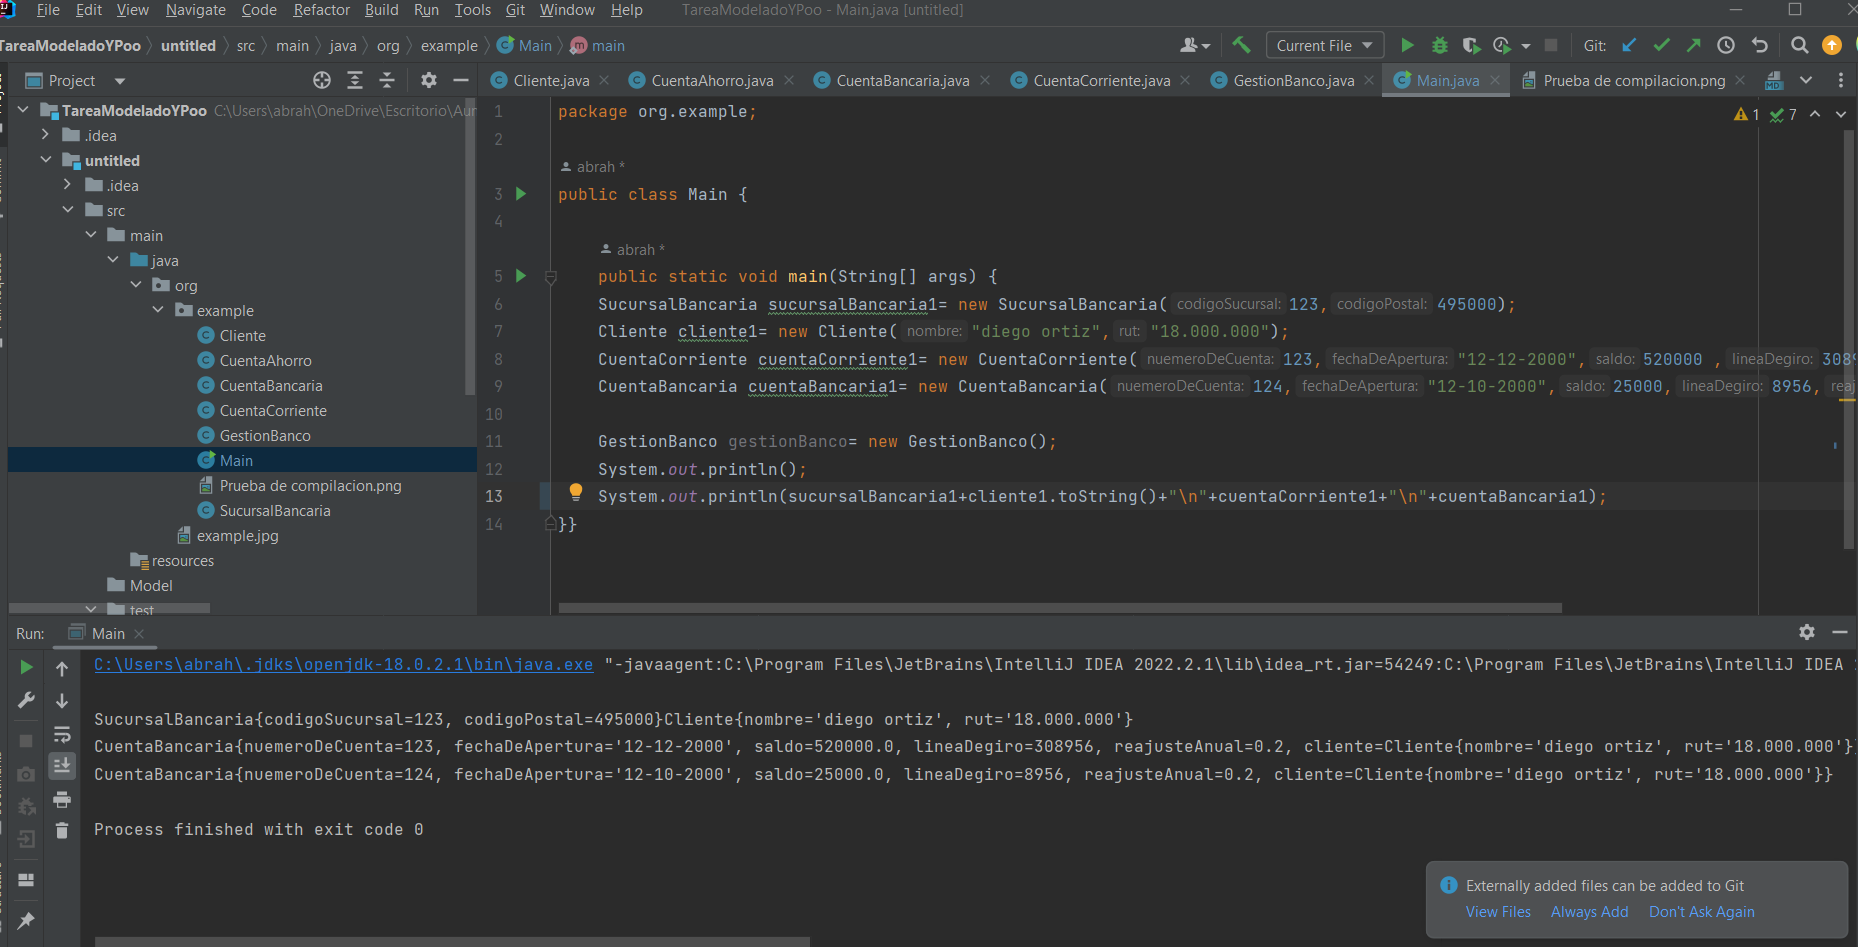 File Edit View Navigate Code Refactor Build Run Tools Git Window Help TareaModeladoYPoo - Main.java [untitled]
TareaModeladoYPoo untitled src main java org example Main main Current File Git:
Project Cliente.java CuentaAhorro.java CuentaBancaria.java CuentaCorriente.java GestionBanco.java Main.java Prueba de compilacion.png
TareaModeladoYPoo C:\Users\abrah\OneDrive\Escritorio\Aur
.idea
untitled
.idea
src
main
java
org
example
Cliente
CuentaAhorro
CuentaBancaria
CuentaCorriente
GestionBanco
Main
Prueba de compilacion.png
SucursalBancaria
example.jpg
resources
Model
test
1 7
1 package org.example;
2
abrah *
3 public class Main {
4
abrah *
5 public static void main(String[] args) {
6 SucursalBancaria sucursalBancaria1= new SucursalBancaria( codigoSucursal: 123, codigoPostal: 495000);
7 Cliente cliente1= new Cliente( nombre: "diego ortiz", rut: "18.000.000");
8 CuentaCorriente cuentaCorriente1= new CuentaCorriente( nuemeroDeCuenta: 123, fechaDeApertura: "12-12-2000", saldo: 520000 , lineaDegiro: 3089
9 CuentaBancaria cuentaBancaria1= new CuentaBancaria( nuemeroDeCuenta: 124, fechaDeApertura: "12-10-2000", saldo: 25000, lineaDegiro: 8956, reaj
10
11 GestionBanco gestionBanco= new GestionBanco();
12 System.out.println();
13 System.out.println(sucursalBancaria1+cliente1.toString()+"\n"+cuentaCorriente1+"\n"+cuentaBancaria1);
14 }}
Run: Main
C:\Users\abrah\.jdks\openjdk-18.0.2.1\bin\java.exe "-javaagent:C:\Program Files\JetBrains\IntelliJ IDEA 2022.2.1\lib\idea_rt.jar=54249:C:\Program Files\JetBrains\IntelliJ IDEA
SucursalBancaria{codigoSucursal=123, codigoPostal=495000}Cliente{nombre='diego ortiz', rut='18.000.000'}
CuentaBancaria{nuemeroDeCuenta=123, fechaDeApertura='12-12-2000', saldo=520000.0, lineaDegiro=308956, reajusteAnual=0.2, cliente=Cliente{nombre='diego ortiz', rut='18.000.000'}}
CuentaBancaria{nuemeroDeCuenta=124, fechaDeApertura='12-10-2000', saldo=25000.0, lineaDegiro=8956, reajusteAnual=0.2, cliente=Cliente{nombre='diego ortiz', rut='18.000.000'}}
Process finished with exit code 0
Externally added files can be added to Git
View Files Always Add Don't Ask Again